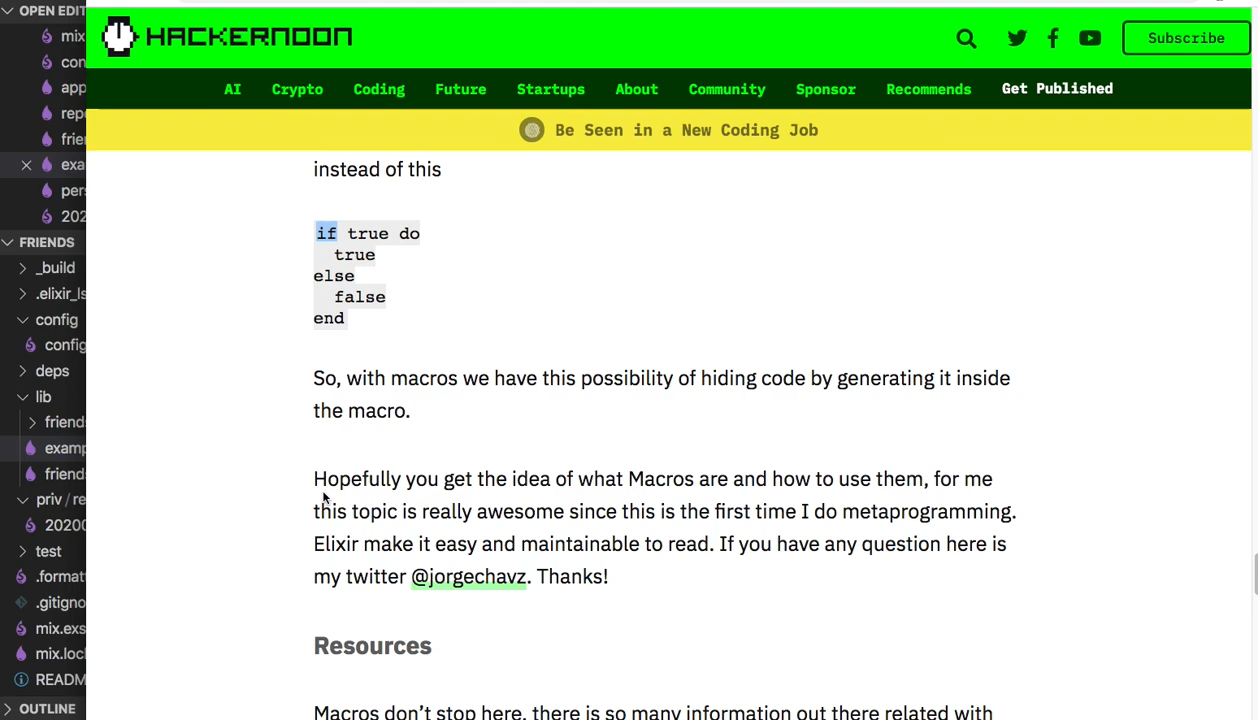 OPEN EDIT
mix
con
app
repo
frie
exa
pers
202
FRIENDS
_build
.elixir_ls
config
config
deps
lib
friend
examp
friend
priv / re
20200
test
.format
.gitigno
mix.exs
mix.loc
READM
OUTLINE
HACKERNOON
Subscribe
AI Crypto Coding Future Startups About Community Sponsor Recommends Get Published
Be Seen in a New Coding Job
instead of this
if true do
true
else
false
end
So, with macros we have this possibility of hiding code by generating it inside
the macro.
Hopefully you get the idea of what Macros are and how to use them, for me
this topic is really awesome since this is the first time I do metaprogramming.
Elixir make it easy and maintainable to read. If you have any question here is
my twitter @jorgechavz. Thanks!
Resources
Macros don't stop here, there is so many information out there related with